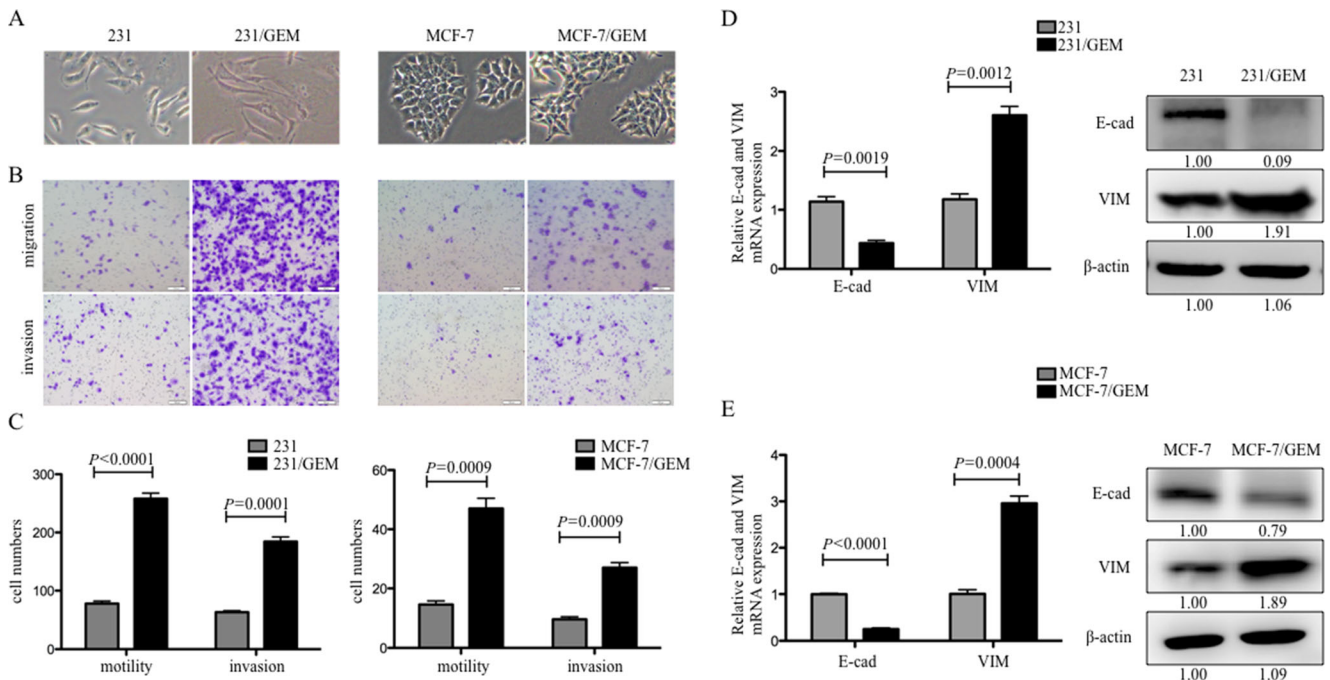 A
231
231/GEM
MCF-7
MCF-7/GEM
B
migration
invasion
C
231
231/GEM
P<0.0001
P=0.0001
cell numbers
300
200
100
0
motility
invasion
MCF-7
MCF-7/GEM
P=0.0009
P=0.0009
cell numbers
60
40
20
0
motility
invasion
D
231
231/GEM
P=0.0019
P=0.0012
Relative E-cad and VIM
mRNA expression
3
2
1
0
E-cad
VIM
231
231/GEM
E-cad
1.00
0.09
VIM
1.00
1.91
β-actin
1.00
1.06
E
MCF-7
MCF-7/GEM
P<0.0001
P=0.0004
Relative E-cad and VIM
mRNA expression
4
3
2
1
0
E-cad
VIM
MCF-7
MCF-7/GEM
E-cad
1.00
0.79
VIM
1.00
1.89
β-actin
1.00
1.09